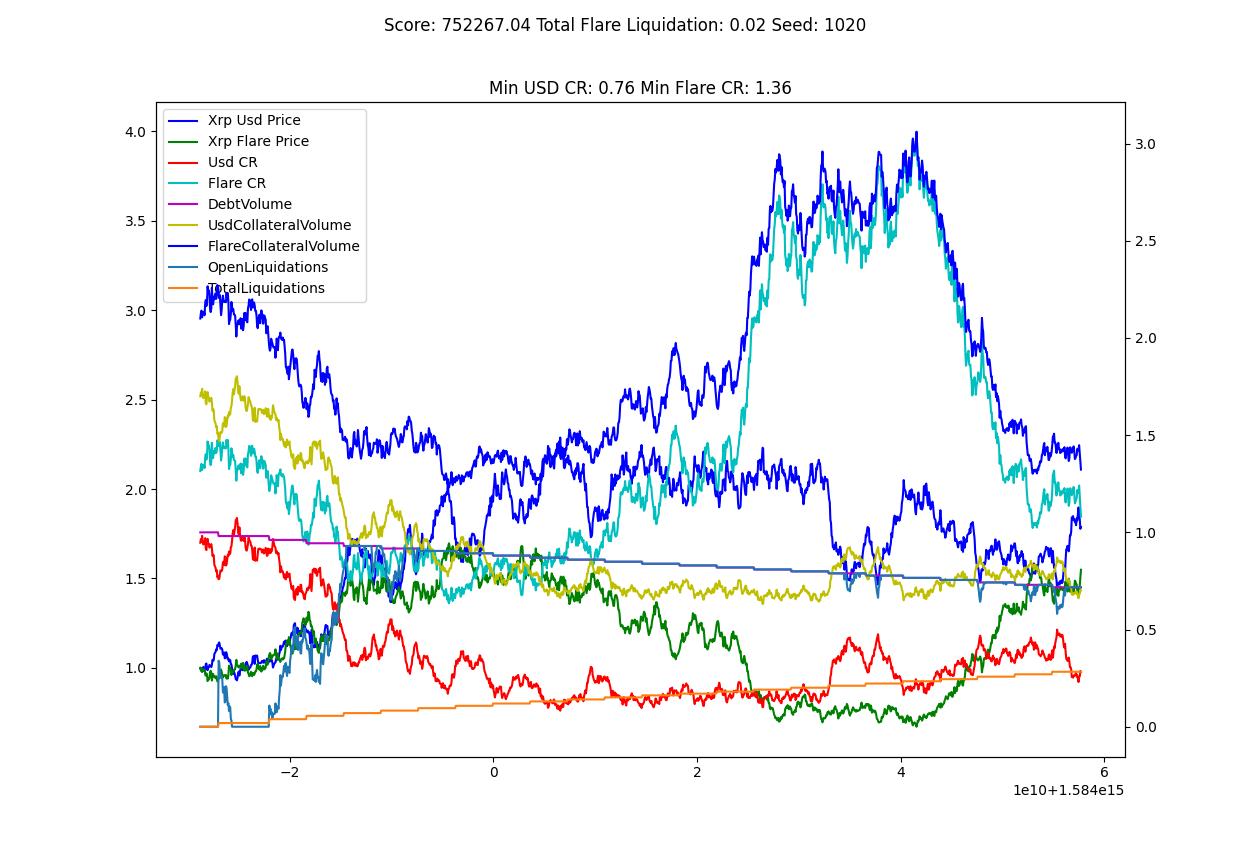 Score: 752267.04 Total Flare Liquidation: 0.02 Seed: 1020
Min USD CR: 0.76 Min Flare CR: 1.36
Xrp Usd Price
Xrp Flare Price
Usd CR
Flare CR
DebtVolume
UsdCollateralVolume
FlareCollateralVolume
OpenLiquidations
TotalLiquidations
4.0
3.5
3.0
2.5
2.0
1.5
1.0
3.0
2.5
2.0
1.5
1.0
0.5
0.0
−2 0 2 4 6
1e10+1.584e15